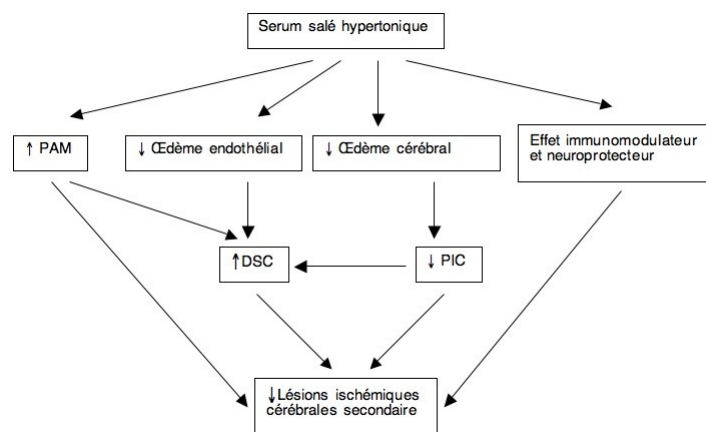 Serum salé hypertonique
↑ PAM
↓ Œdème endothélial
↓ Œdème cérébral
Effet immunomodulateur
et neuroprotecteur
↑DSC
↓ PIC
↓Lésions ischémiques
cérébrales secondaire